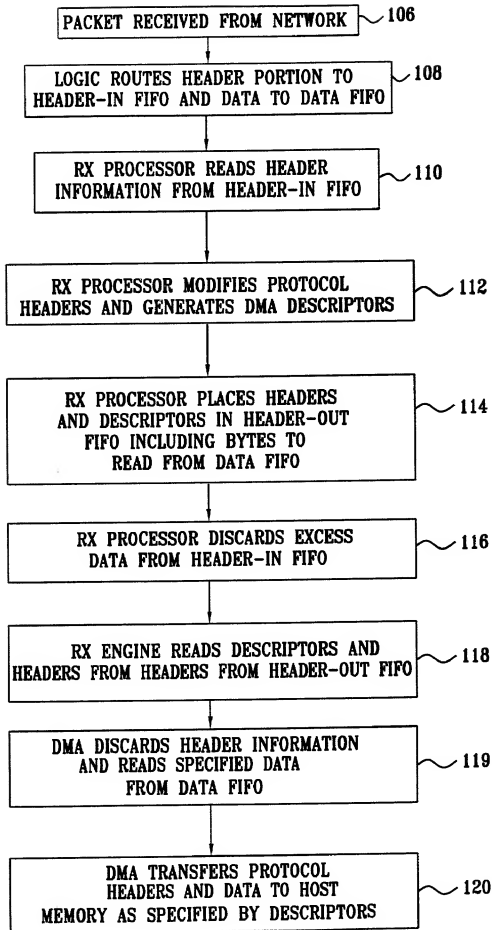 PACKET RECEIVED FROM NETWORK
106
LOGIC ROUTES HEADER PORTION TO
HEADER-IN FIFO AND DATA TO DATA FIFO
108
RX PROCESSOR READS HEADER
INFORMATION FROM HEADER-IN FIFO
110
RX PROCESSOR MODIFIES PROTOCOL
HEADERS AND GENERATES DMA DESCRIPTORS
112
RX PROCESSOR PLACES HEADERS
AND DESCRIPTORS IN HEADER-OUT
FIFO INCLUDING BYTES TO
READ FROM DATA FIFO
114
RX PROCESSOR DISCARDS EXCESS
DATA FROM HEADER-IN FIFO
116
RX ENGINE READS DESCRIPTORS AND
HEADERS FROM HEADERS FROM HEADER-OUT FIFO
118
DMA DISCARDS HEADER INFORMATION
AND READS SPECIFIED DATA
FROM DATA FIFO
119
DMA TRANSFERS PROTOCOL
HEADERS AND DATA TO HOST
MEMORY AS SPECIFIED BY DESCRIPTORS
120